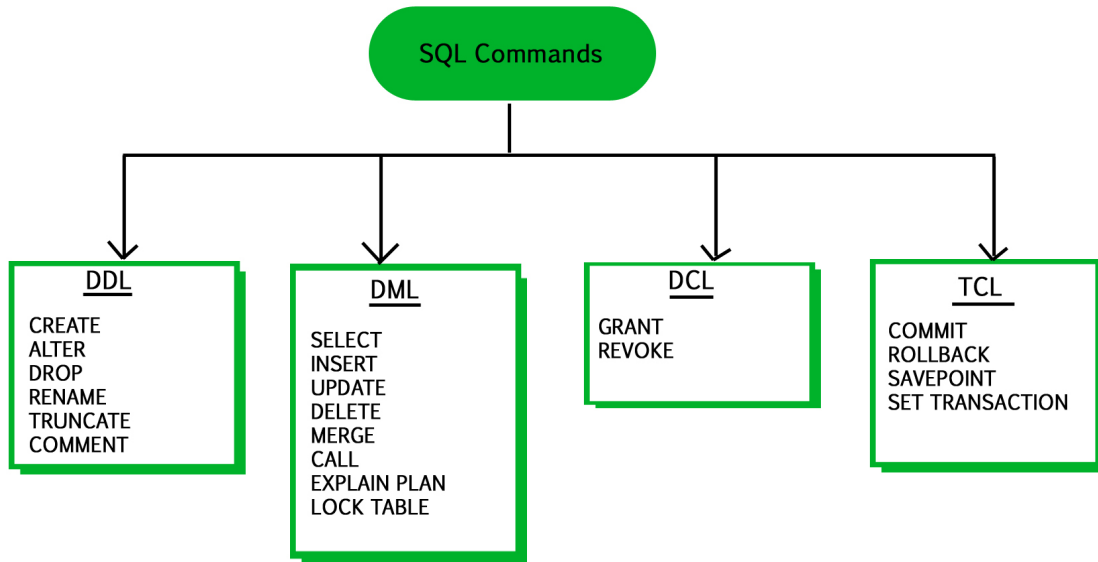 SQL Commands
DDL
CREATE
ALTER
DROP
RENAME
TRUNCATE
COMMENT
DML
SELECT
INSERT
UPDATE
DELETE
MERGE
CALL
EXPLAIN PLAN
LOCK TABLE
DCL
GRANT
REVOKE
TCL
COMMIT
ROLLBACK
SAVEPOINT
SET TRANSACTION